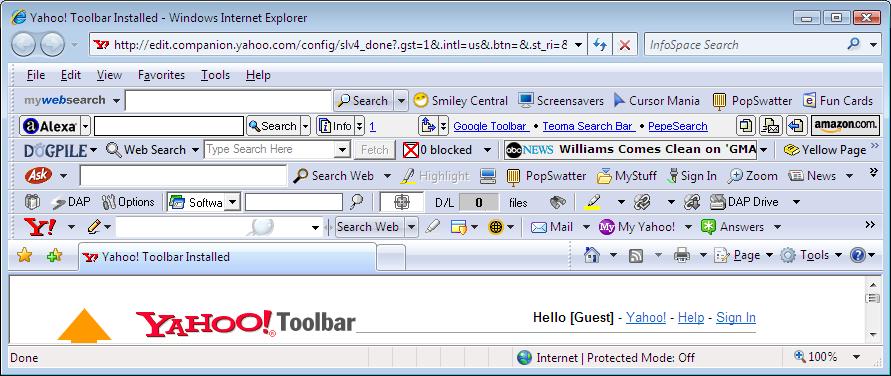 Yahoo! Toolbar Installed - Windows Internet Explorer
http://edit.companion.yahoo.com/config/slv4_done?.gst=1&.intl=us&.btn=&.st_ri=& InfoSpace Search
File Edit View Favorites Tools Help
mywebsearch Search Smiley Central Screensavers Cursor Mania PopSwatter Fun Cards
a Alexa Search Info 1 Google Toolbar • Teoma Search Bar • PepeSearch amazon.com.
DOGPILE Web Search Type Search Here Fetch 0 blocked abc NEWS Williams Comes Clean on 'GMA Yellow Page »
Ask Search Web Highlight PopSwatter MyStuff Sign In Zoom News »
DAP Options Softwa D/L 0 files DAP Drive »
Y! Search Web Mail My My Yahoo! Answers »
Yahoo! Toolbar Installed Page Tools »
YAHOO! Toolbar Hello [Guest] - Yahoo! - Help - Sign In
Done Internet | Protected Mode: Off 100%